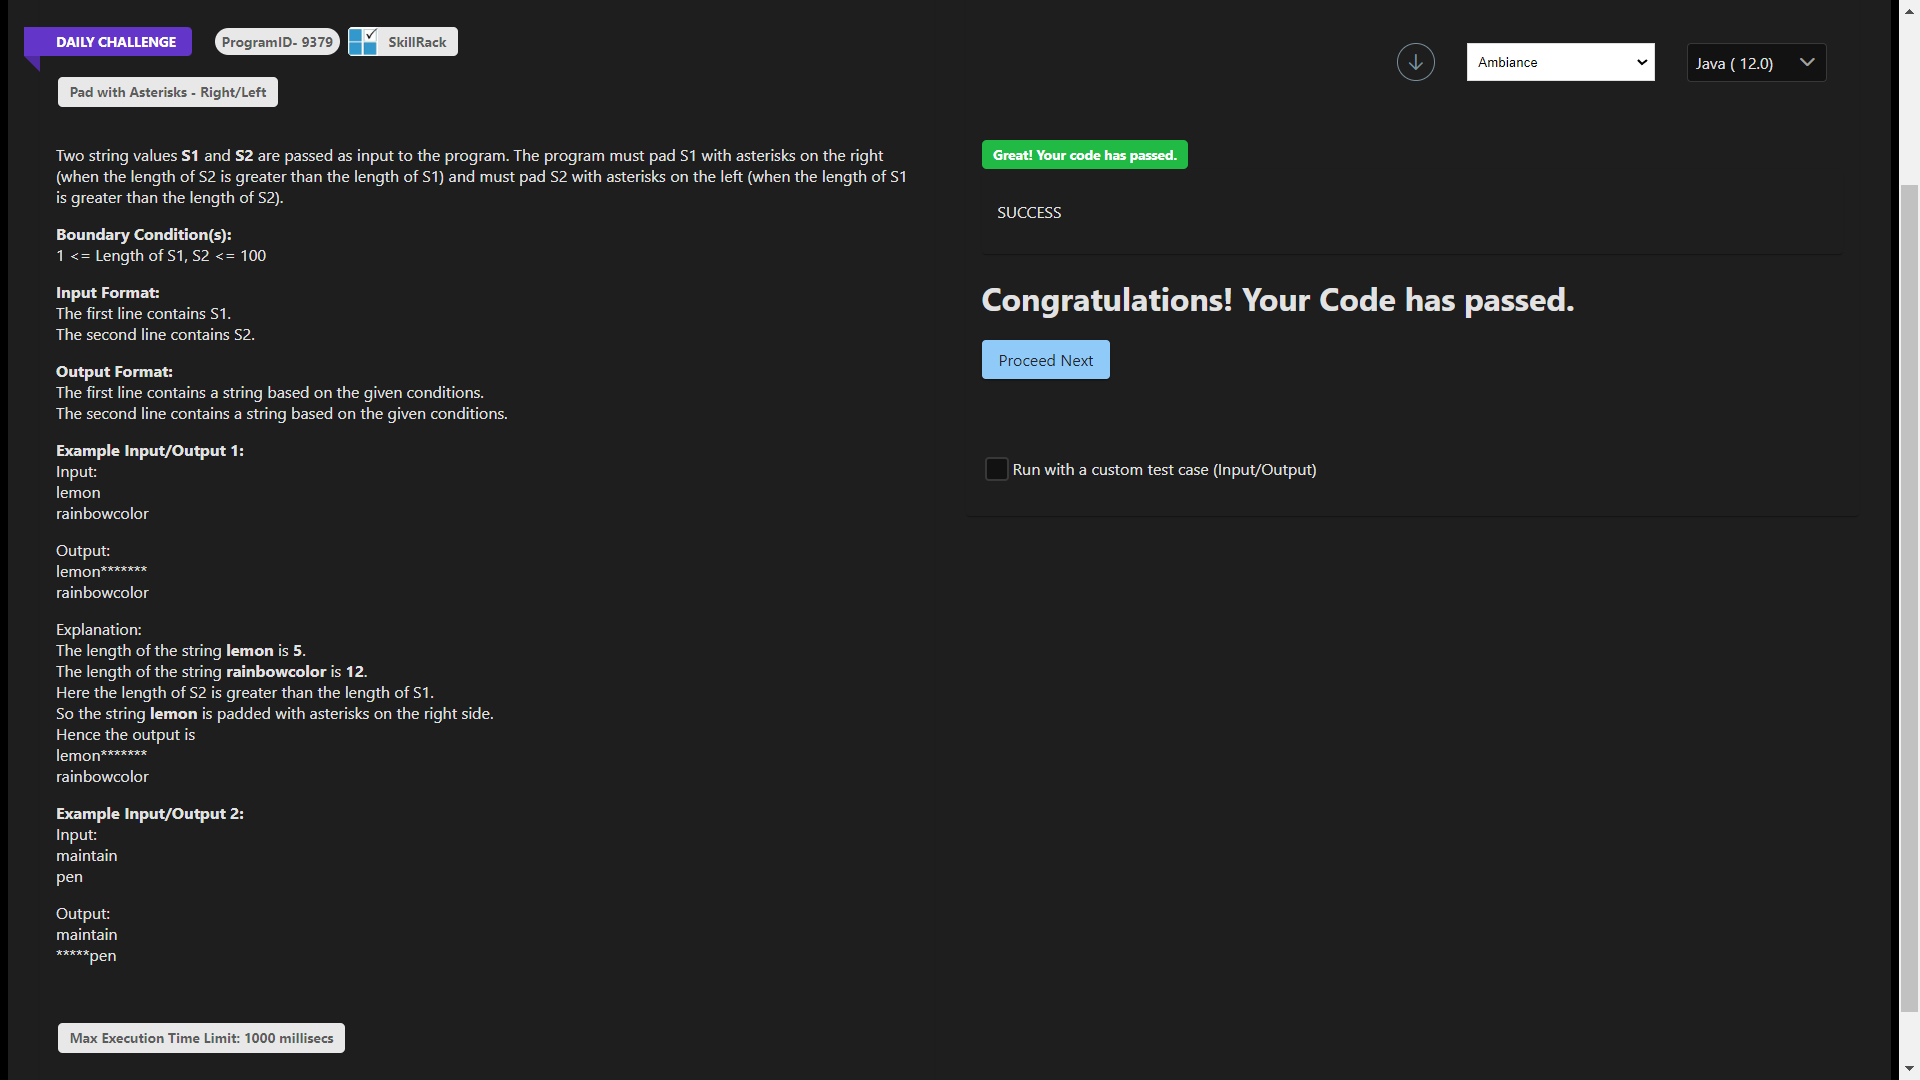 DAILY CHALLENGE
ProgramID- 9379
SkillRack
Ambiance
Java ( 12.0)
Pad with Asterisks - Right/Left
Two string values S1 and S2 are passed as input to the program. The program must pad S1 with asterisks on the right
(when the length of S2 is greater than the length of S1) and must pad S2 with asterisks on the left (when the length of S1
is greater than the length of S2).
Boundary Condition(s):
1 <= Length of S1, S2 <= 100
Input Format:
The first line contains S1.
The second line contains S2.
Output Format:
The first line contains a string based on the given conditions.
The second line contains a string based on the given conditions.
Example Input/Output 1:
Input:
lemon
rainbowcolor
Output:
lemon*******
rainbowcolor
Explanation:
The length of the string lemon is 5.
The length of the string rainbowcolor is 12.
Here the length of S2 is greater than the length of S1.
So the string lemon is padded with asterisks on the right side.
Hence the output is
lemon*******
rainbowcolor
Example Input/Output 2:
Input:
maintain
pen
Output:
maintain
*****pen
Max Execution Time Limit: 1000 millisecs
Great! Your code has passed.
SUCCESS
Congratulations! Your Code has passed.
Proceed Next
Run with a custom test case (Input/Output)